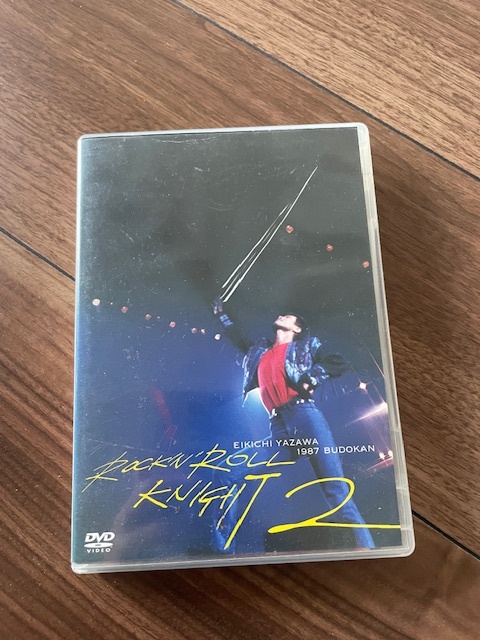 EIKICHI YAZAWA
1987 BUDOKAN
ROCK'N'ROLL
KNIGHT 2
DVD
VIDEO